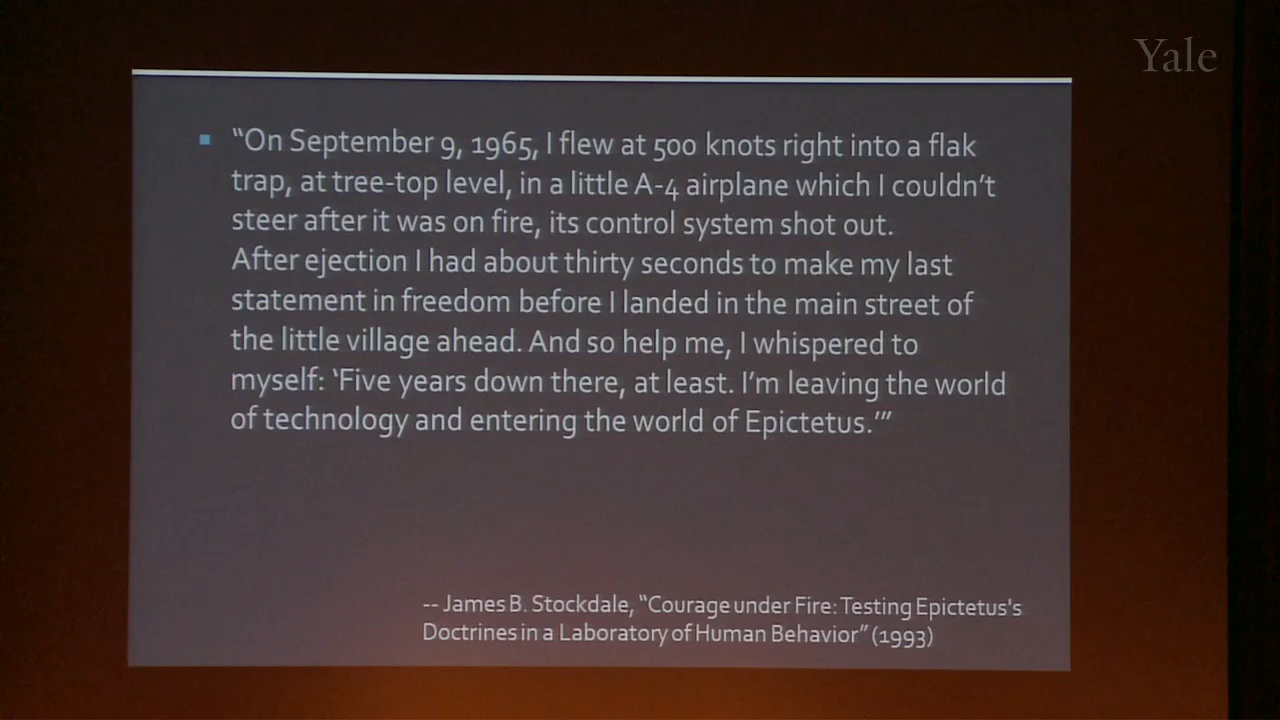 Yale
“On September 9, 1965, I flew at 500 knots right into a flak
trap, at tree-top level, in a little A-4 airplane which I couldn’t
steer after it was on fire, its control system shot out.
After ejection I had about thirty seconds to make my last
statement in freedom before I landed in the main street of
the little village ahead. And so help me, I whispered to
myself: ‘Five years down there, at least. I’m leaving the world
of technology and entering the world of Epictetus.’”
-- James B. Stockdale, “Courage under Fire: Testing Epictetus's
Doctrines in a Laboratory of Human Behavior” (1993)